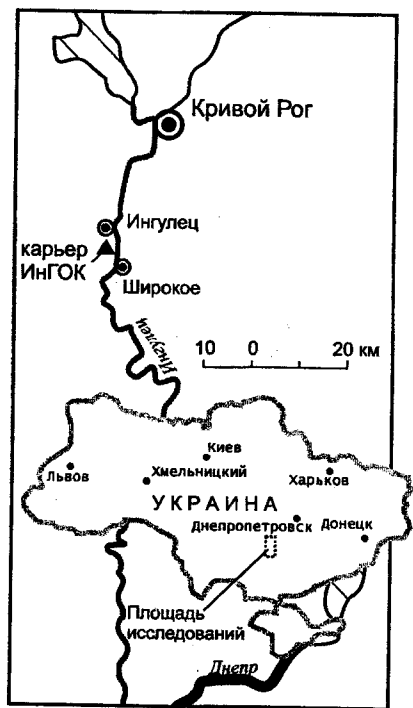 Кривой Рог
Ингулец
карьер
ИнГОК
Широкое
Ингулец
10 0 20 км
Киев
Львов
Хмельницкий
Харьков
УКРАИНА
Днепропетровск
Донецк
Площадь
исследований
Днепр